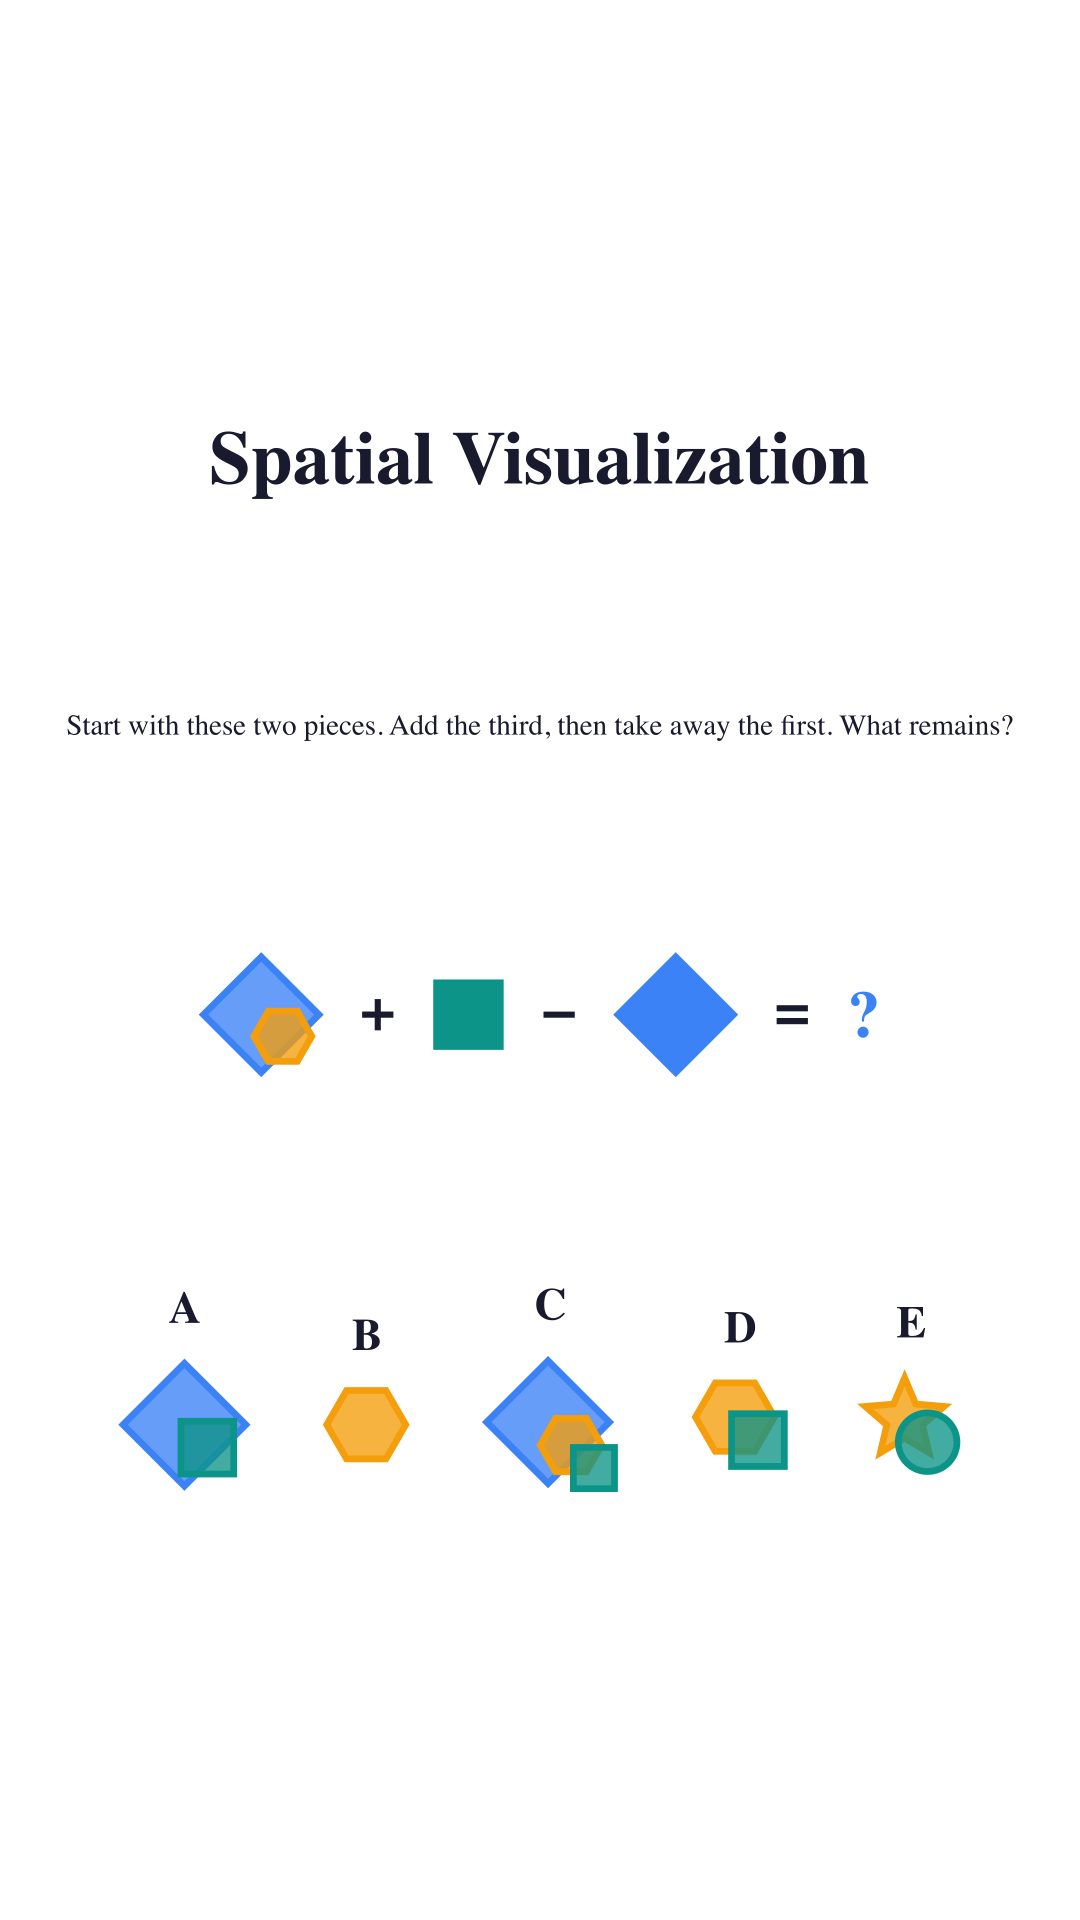 Spatial Visualization
Start with these two pieces. Add the third, then take away the first. What remains?
+ − = ?
A B C D E